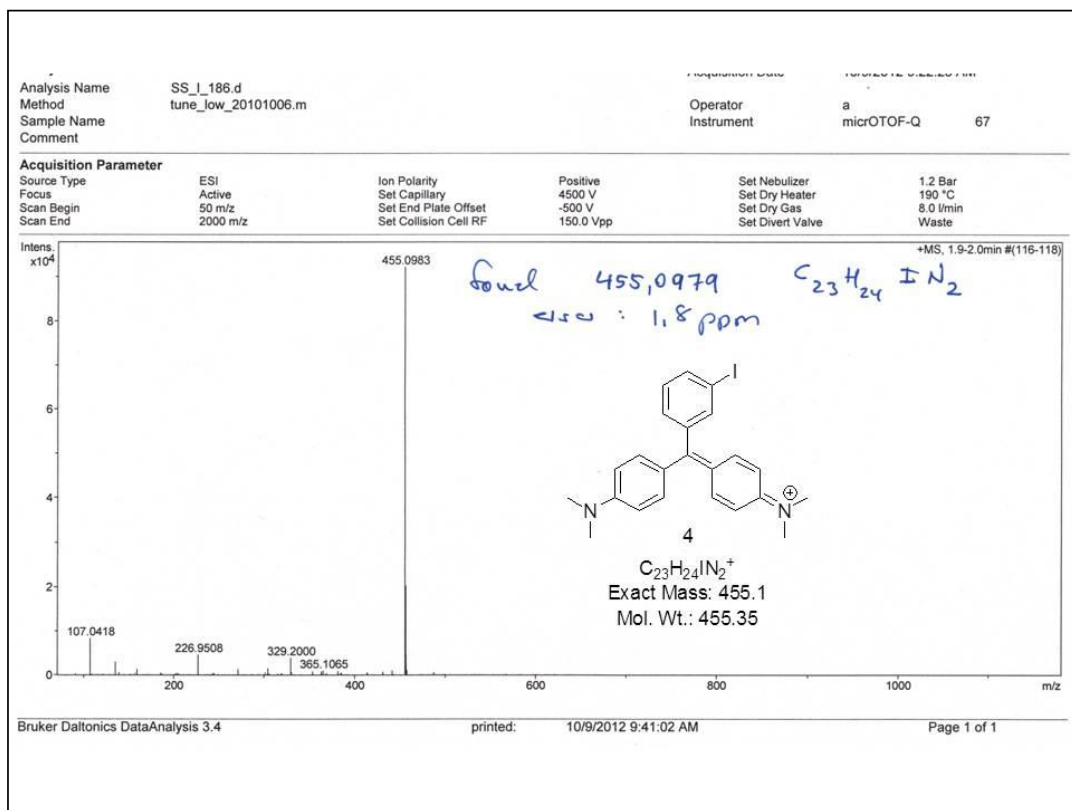 Analysis Name SS_I_186.d
Method tune_low_20101006.m Operator a
Sample Name Instrument micrOTOF-Q 67
Comment
Acquisition Parameter
Source Type ESI Ion Polarity Positive Set Nebulizer 1.2 Bar
Focus Active Set Capillary 4500 V Set Dry Heater 190 °C
Scan Begin 50 m/z Set End Plate Offset -500 V Set Dry Gas 8.0 l/min
Scan End 2000 m/z Set Collision Cell RF 150.0 Vpp Set Divert Valve Waste
Intens.
x10⁴
+MS, 1.9-2.0min #(116-118)
455.0983
found 455,0979 C₂₃H₂₄IN₂
: 1,8 ppm
8
I
6
4
N N
⊕
4
C₂₃H₂₄IN₂⁺
Exact Mass: 455.1
Mol. Wt.: 455.35
2
107.0418
226.9508
329.2000
365.1065
0
200 400 600 800 1000 m/z
Bruker Daltonics DataAnalysis 3.4 printed: 10/9/2012 9:41:02 AM Page 1 of 1